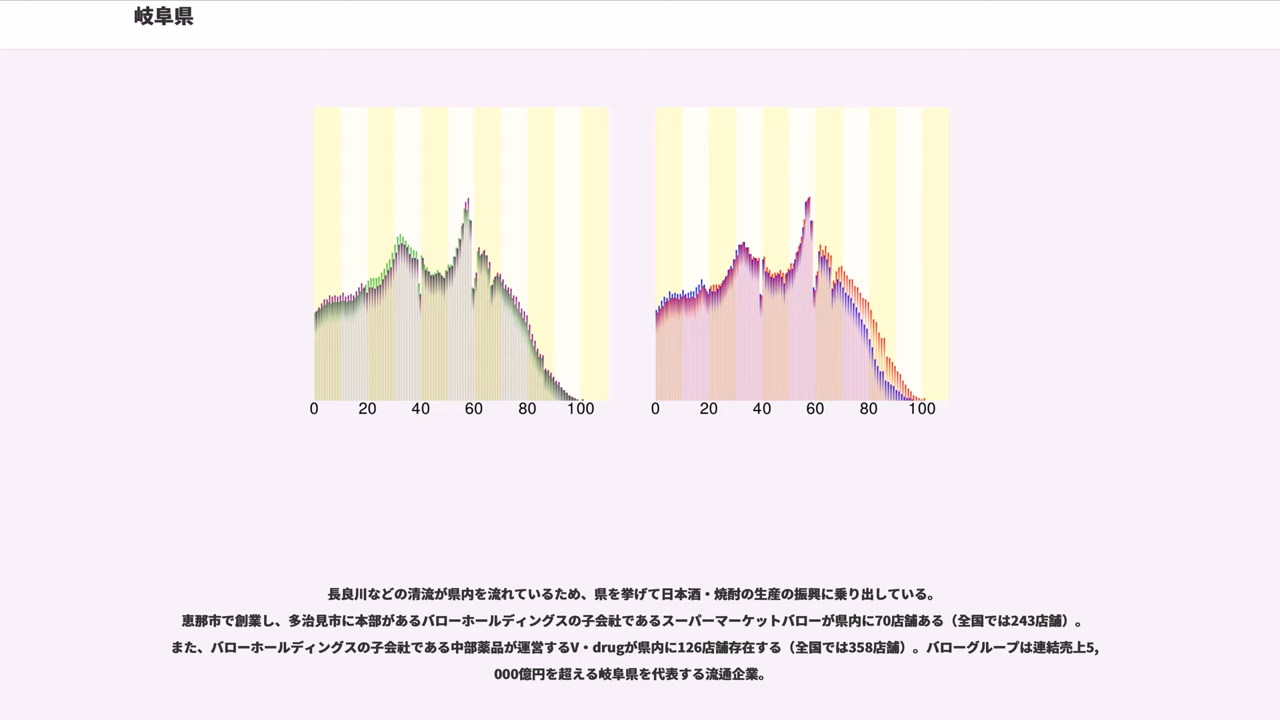 岐阜県
0 20 40 60 80 100
0 20 40 60 80 100
長良川などの清流が県内を流れているため、県を挙げて日本酒・焼酎の生産の振興に乗り出している。
恵那市で創業し、多治見市に本部があるバローホールディングスの子会社であるスーパーマーケットバローが県内に70店舗ある（全国では243店舗）。
また、バローホールディングスの子会社である中部薬品が運営するV・drugが県内に126店舗存在する（全国では358店舗）。バローグループは連結売上5,
000億円を超える岐阜県を代表する流通企業。